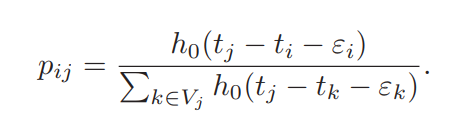 p_{ij} = \frac{h_0(t_j - t_i - \varepsilon_i)}{\sum_{k \in V_j} h_0(t_j - t_k - \varepsilon_k)}.